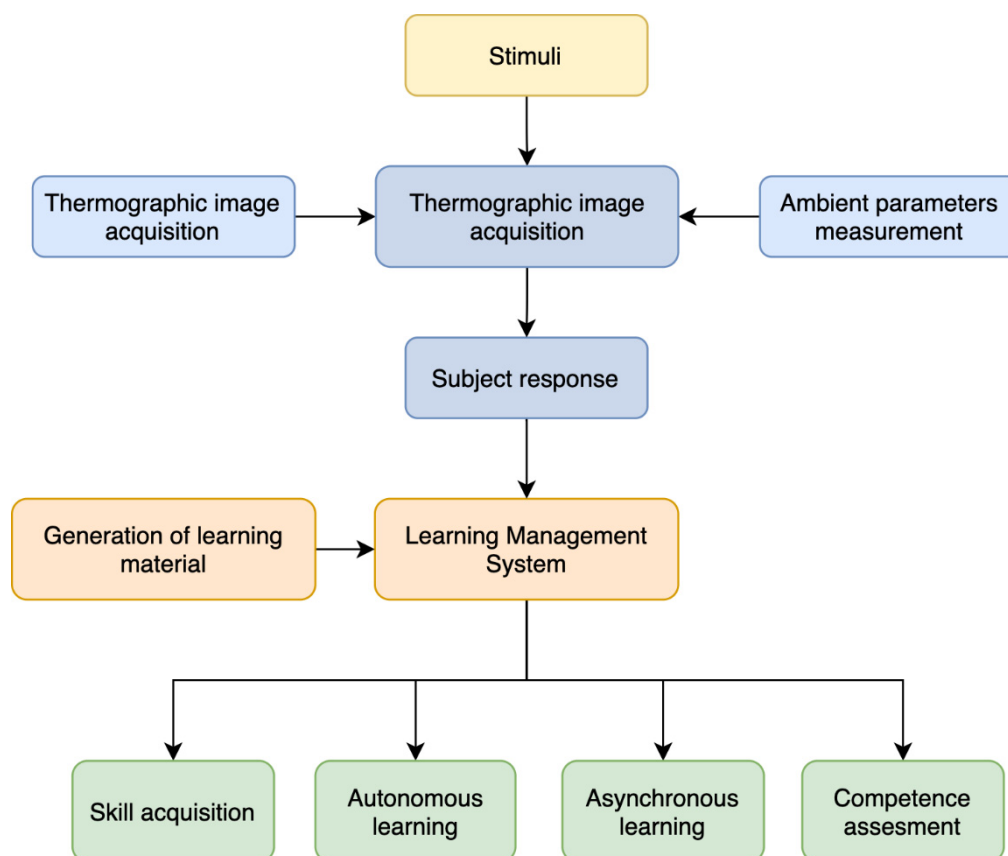 Stimuli
Thermographic image
acquisition
Thermographic image
acquisition
Ambient parameters
measurement
Subject response
Generation of learning
material
Learning Management
System
Skill acquisition
Autonomous
learning
Asynchronous
learning
Competence
assesment